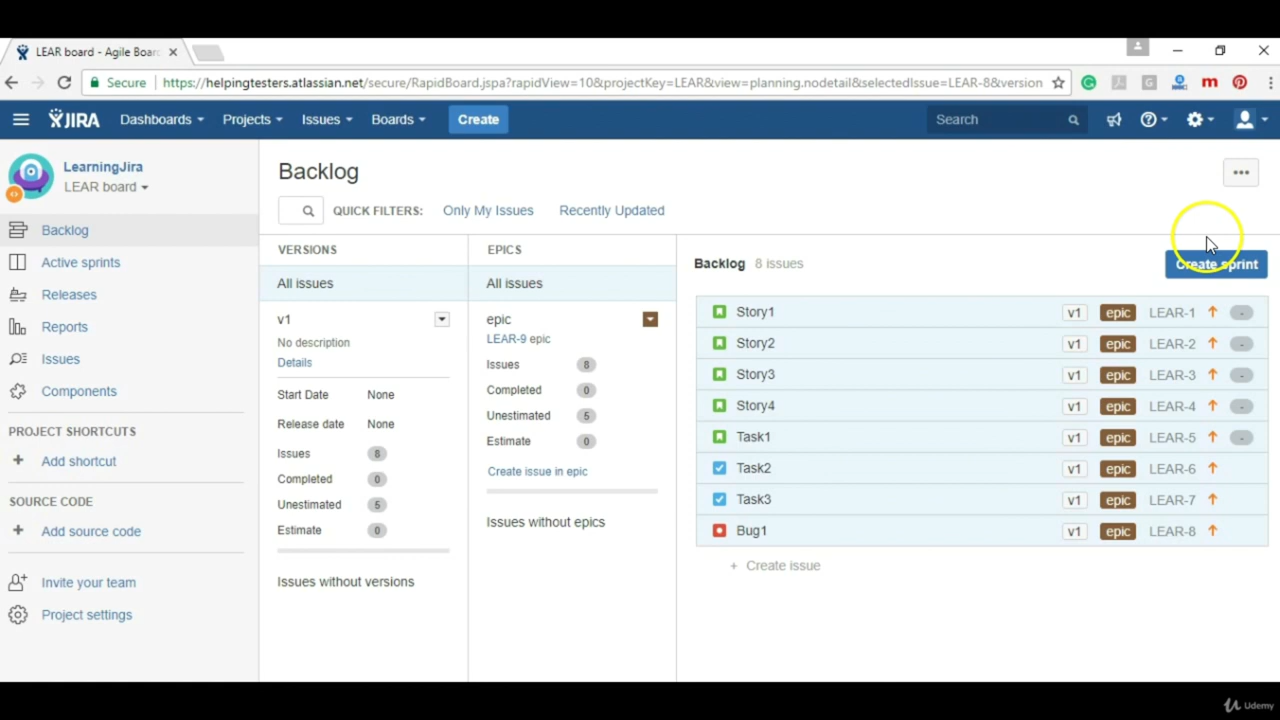 LEAR board - Agile Boar
Secure https://helpingtesters.atlassian.net/secure/RapidBoard.jspa?rapidView=10&projectKey=LEAR&view=planning.nodetail&selectedIssue=LEAR-8&version
JIRA Dashboards Projects Issues Boards Create Search
LearningJira
LEAR board
Backlog
Active sprints
Releases
Reports
Issues
Components
PROJECT SHORTCUTS
+ Add shortcut
SOURCE CODE
+ Add source code
Invite your team
Project settings
Backlog
QUICK FILTERS: Only My Issues Recently Updated
VERSIONS
All issues
v1
No description
Details
Start Date None
Release date None
Issues 8
Completed 0
Unestimated 5
Estimate 0
Issues without versions
EPICS
All issues
epic
LEAR-9 epic
Issues 8
Completed 0
Unestimated 5
Estimate 0
Create issue in epic
Issues without epics
Backlog 8 issues
Create sprint
Story1 v1 epic LEAR-1 -
Story2 v1 epic LEAR-2 -
Story3 v1 epic LEAR-3 -
Story4 v1 epic LEAR-4 -
Task1 v1 epic LEAR-5 -
Task2 v1 epic LEAR-6
Task3 v1 epic LEAR-7
Bug1 v1 epic LEAR-8
+ Create issue
Udemy